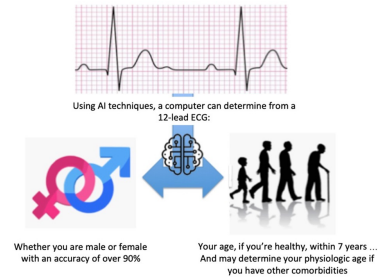 Using AI techniques, a computer can determine from a
12-lead ECG:
Whether you are male or female
with an accuracy of over 90%
Your age, if you're healthy, within 7 years ...
And may determine your physiologic age if
you have other comorbidities